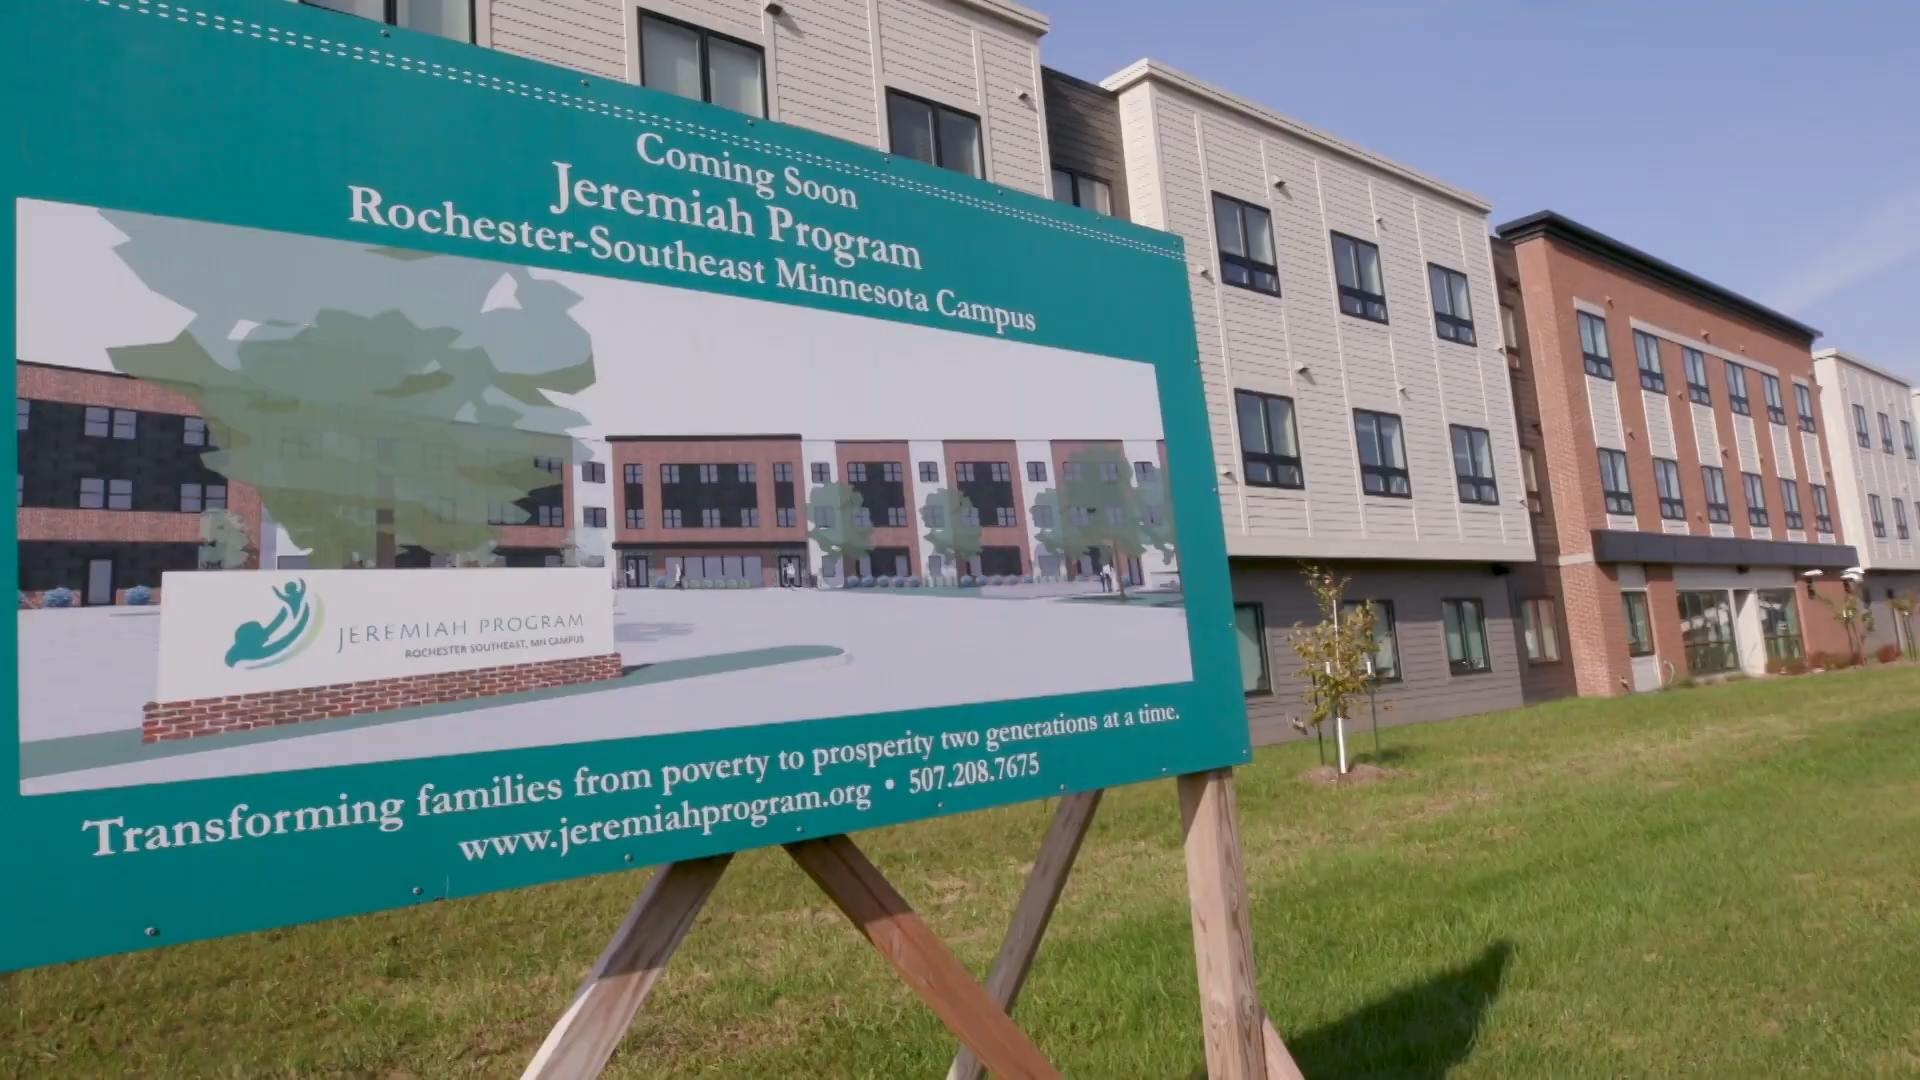 Coming Soon
Jeremiah Program
Rochester-Southeast Minnesota Campus
JEREMIAH PROGRAM
ROCHESTER SOUTHEAST, MN CAMPUS
Transforming families from poverty to prosperity two generations at a time.
www.jeremiahprogram.org • 507.208.7675